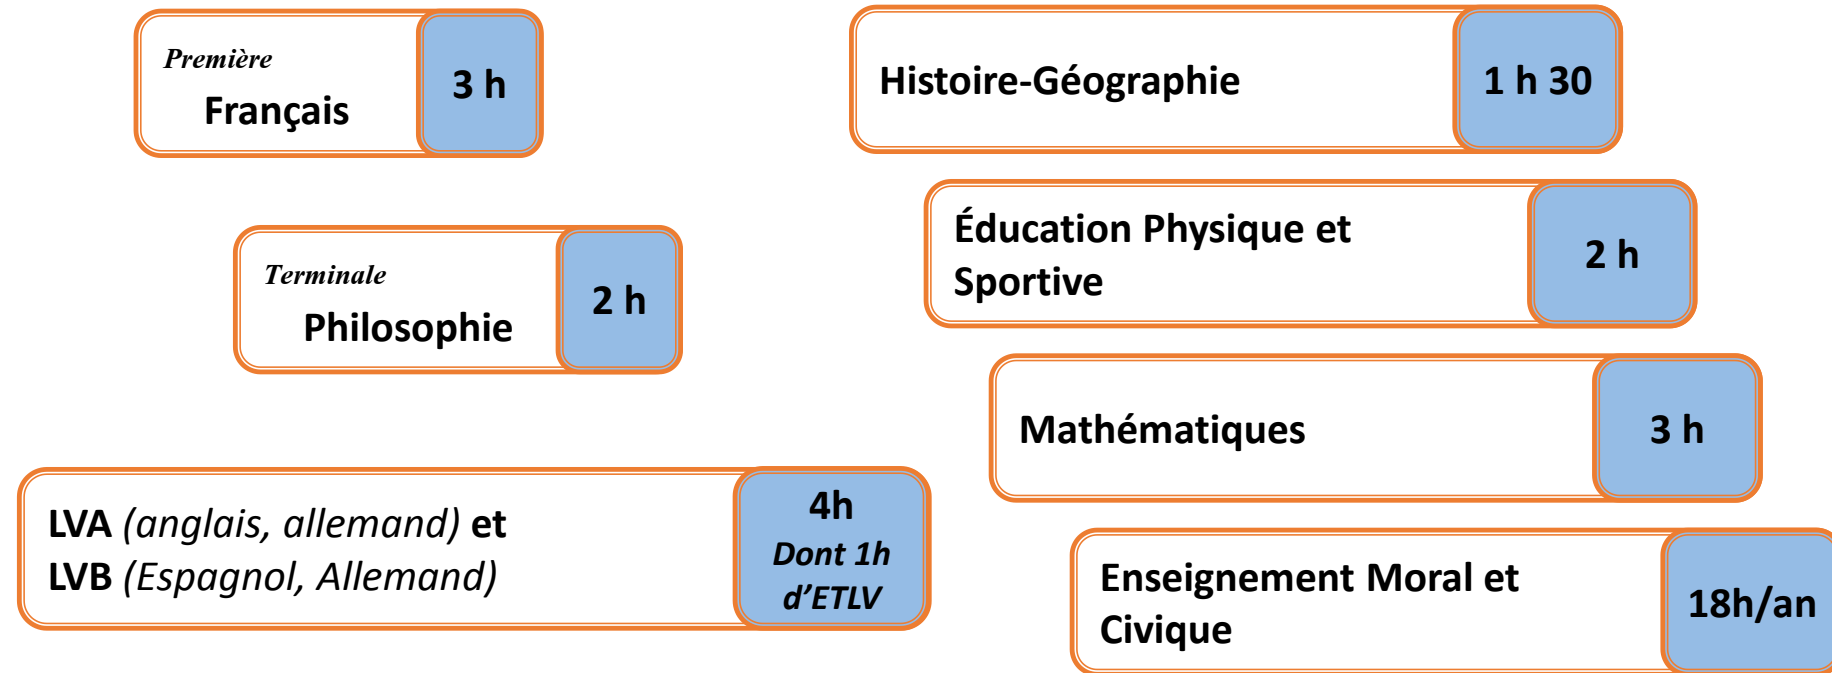 Première
Français
3 h
Terminale
Philosophie
2 h
LVA (anglais, allemand) et
LVB (Espagnol, Allemand)
4h
Dont 1h
d’ETLV
Histoire-Géographie
1 h 30
Éducation Physique et
Sportive
2 h
Mathématiques
3 h
Enseignement Moral et
Civique
18h/an